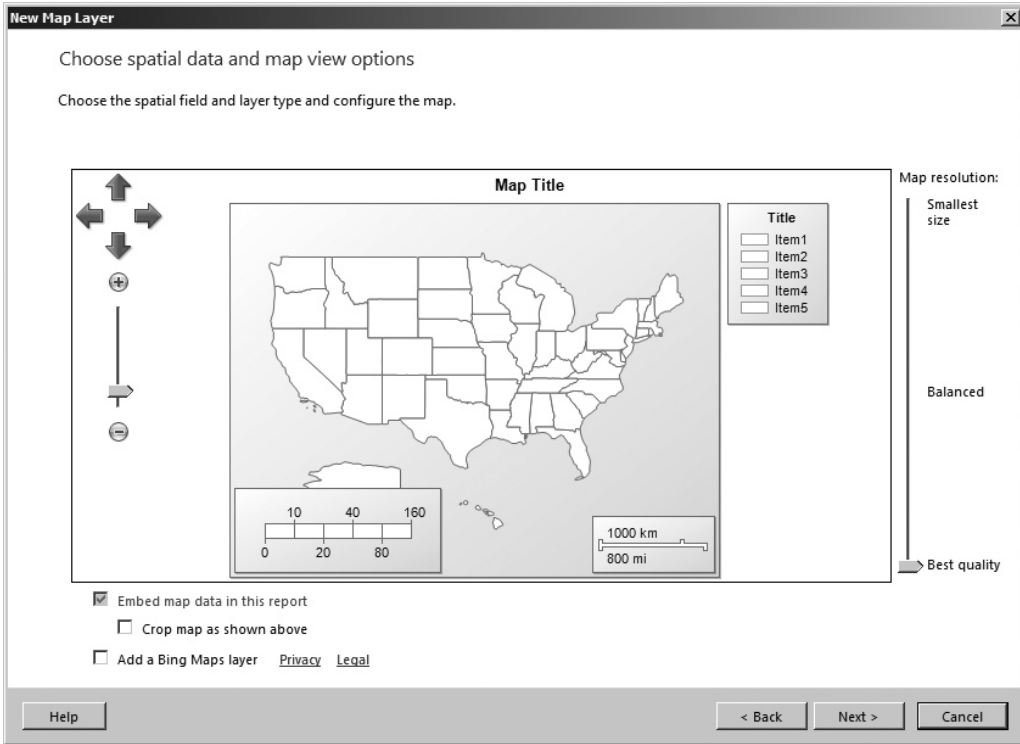 New Map Layer
Choose spatial data and map view options
Choose the spatial field and layer type and configure the map.
Map Title
Map resolution:
Smallest
size
Title
Item1
Item2
Item3
Item4
Item5
Balanced
10 40 160
0 20 80
1000 km
800 mi
Best quality
Embed map data in this report
Crop map as shown above
Add a Bing Maps layer Privacy Legal
Help < Back Next > Cancel